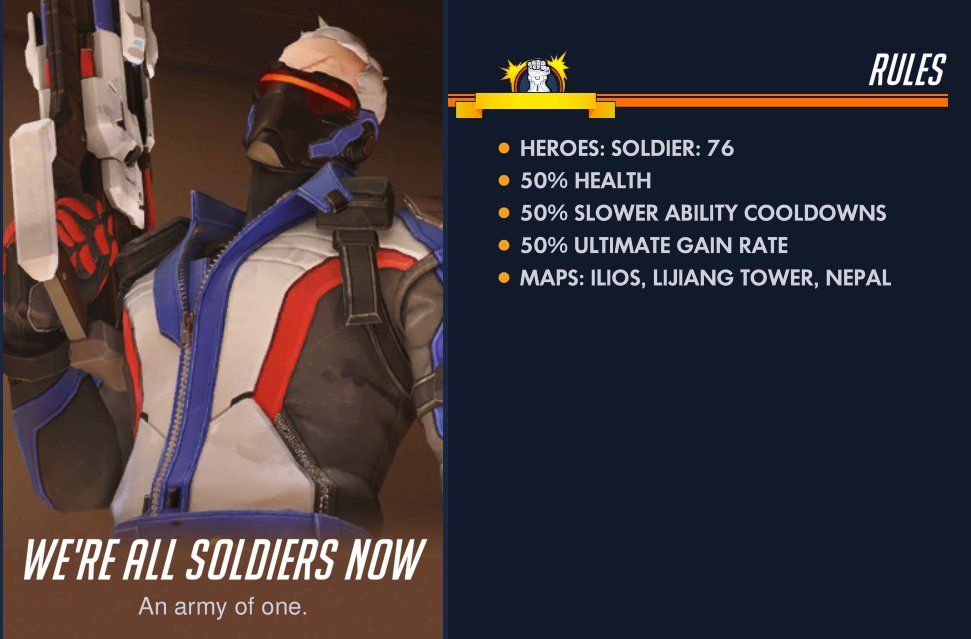 RULES
HEROES: SOLDIER: 76
50% HEALTH
50% SLOWER ABILITY COOLDOWNS
50% ULTIMATE GAIN RATE
MAPS: ILIOS, LIJIANG TOWER, NEPAL
WE'RE ALL SOLDIERS NOW
An army of one.